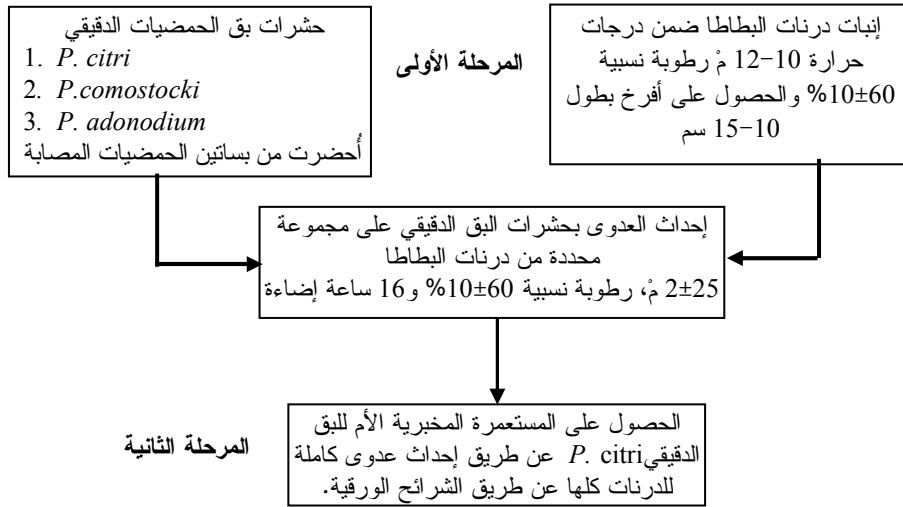 إنبات درنات البطاطا ضمن درجات
حرارة 10-12 مْ رطوبة نسبية
60±10% والحصول على أفرخ بطول
10-15 سم
المرحلة الأولى
حشرات بق الحمضيات الدقيقي
1. P. citri
2. P.comostocki
3. P. adonodium
أُحضرت من بساتين الحمضيات المصابة
إحداث العدوى بحشرات البق الدقيقي على مجموعة
محددة من درنات البطاطا
25±2 مْ، رطوبة نسبية 60±10% و16 ساعة إضاءة
المرحلة الثانية
الحصول على المستعمرة المخبرية الأم للبق
الدقيقي P. citri عن طريق إحداث عدوى كاملة
للدرنات كلها عن طريق الشرائح الورقية.